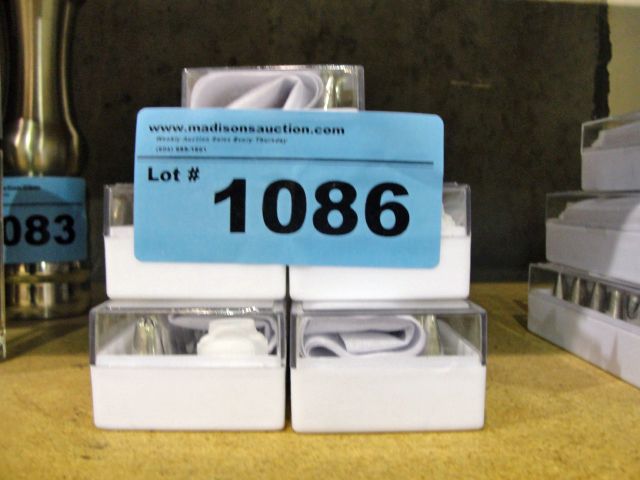 www.madisonsauction.com
Weekly Auction Sales Every Thursday
Lot #
1086
083